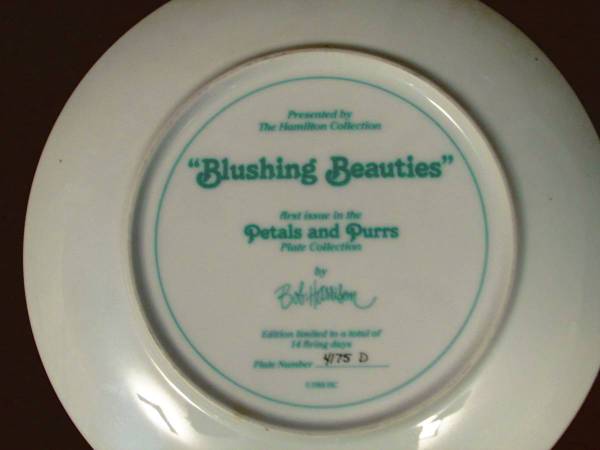 Presented by
The Hamilton Collection
"Blushing Beauties"
first issue in the
Petals and Purrs
Plate Collection
by
Bob Harrison
Edition limited to a total of
14 firing days
Plate Number 4175 D